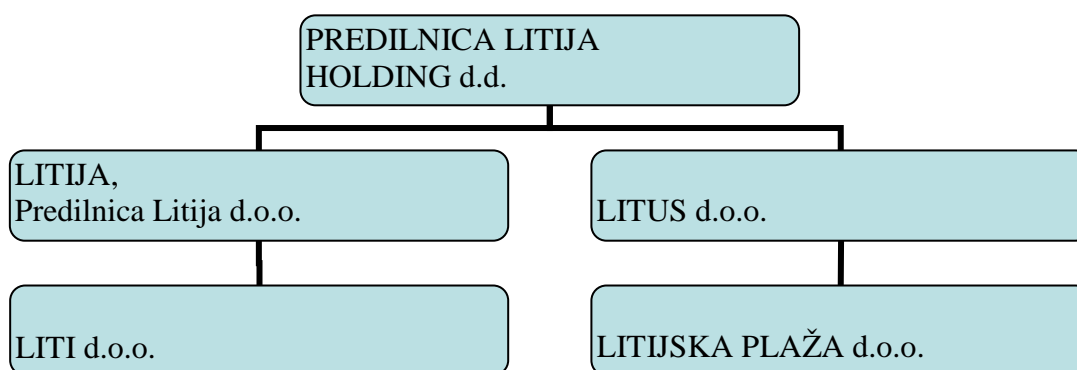 PREDILNICA LITIJA
HOLDING d.d.
LITIJA,
Predilnica Litija d.o.o.
LITUS d.o.o.
LITI d.o.o.
LITIJSKA PLAŽA d.o.o.